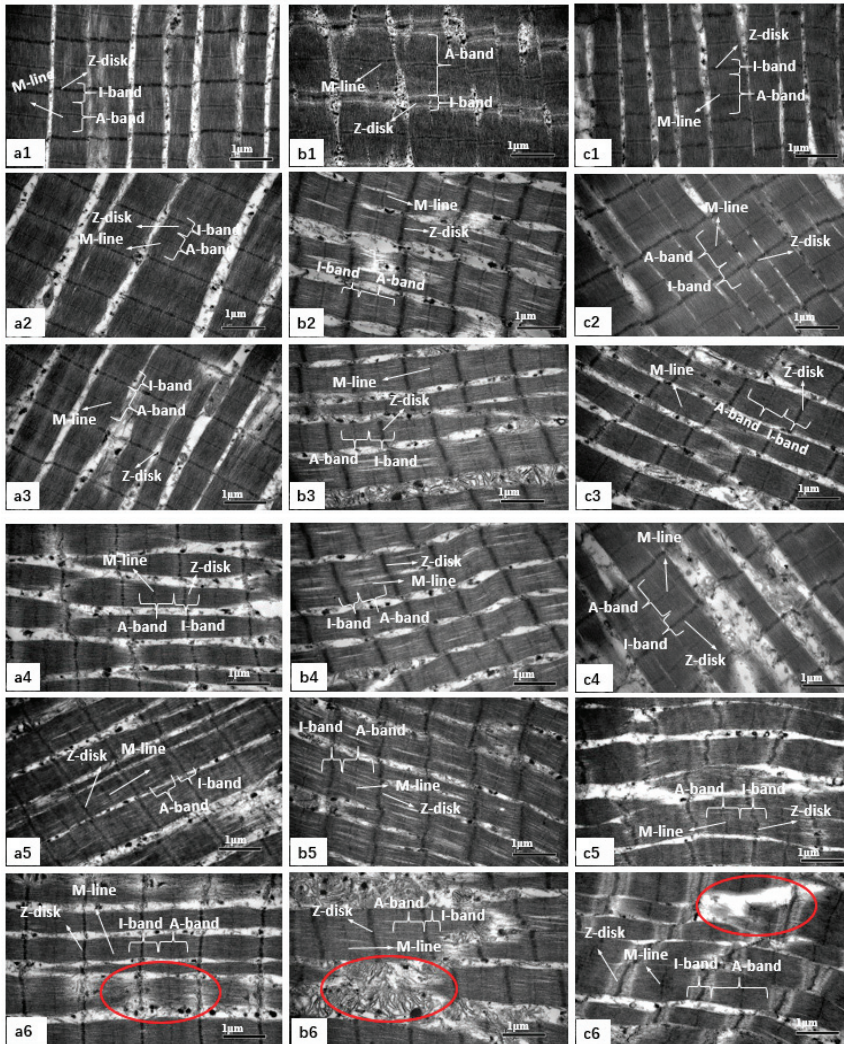 Z-disk
M-line
I-band
A-band
1μm
a1
A-band
M-line
I-band
Z-disk
1μm
b1
Z-disk
I-band
A-band
M-line
1μm
c1
Z-disk
I-band
M-line
A-band
1μm
a2
M-line
Z-disk
I-band
A-band
1μm
b2
M-line
A-band
Z-disk
I-band
1μm
c2
I-band
M-line
A-band
Z-disk
1μm
a3
M-line
Z-disk
A-band
I-band
1μm
b3
Z-disk
M-line
A-band
I-band
1μm
c3
M-line
Z-disk
A-band
I-band
1μm
a4
Z-disk
M-line
I-band
A-band
1μm
b4
M-line
A-band
I-band
Z-disk
1μm
c4
Z-disk
M-line
I-band
A-band
1μm
a5
I-band
A-band
M-line
Z-disk
1μm
b5
A-band
I-band
Z-disk
M-line
1μm
c5
M-line
Z-disk
I-band
A-band
1μm
a6
A-band
Z-disk
I-band
M-line
1μm
b6
Z-disk
M-line
I-band
A-band
1μm
c6